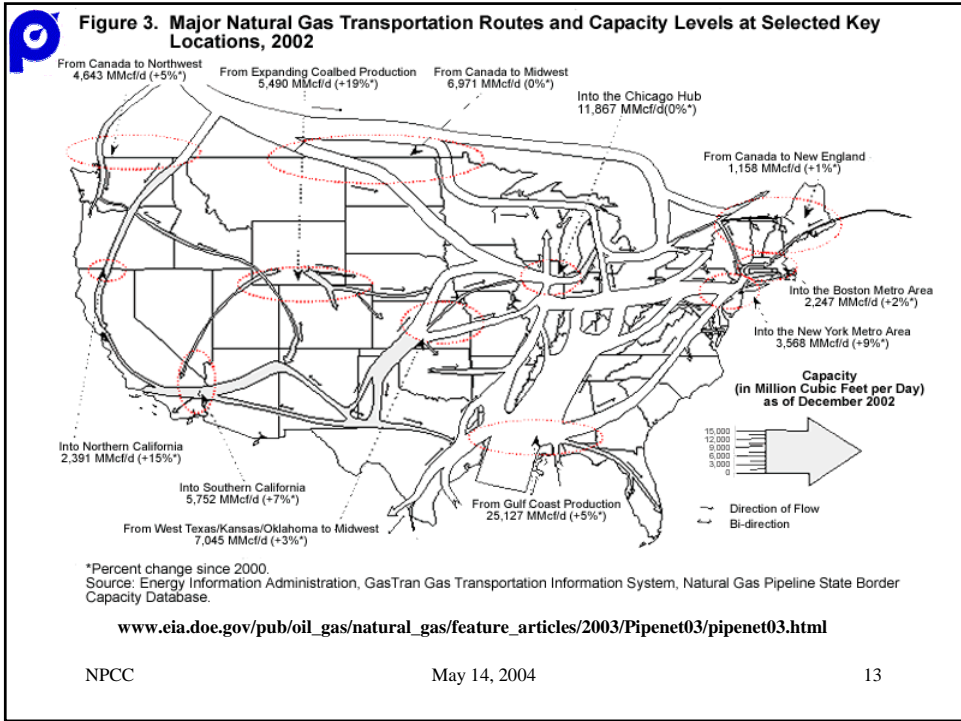 Figure 3. Major Natural Gas Transportation Routes and Capacity Levels at Selected Key
Locations, 2002
From Canada to Northwest
4,643 MMcf/d (+5%*)
From Expanding Coalbed Production
5,490 MMcf/d (+19%*)
From Canada to Midwest
6,971 MMcf/d (0%*)
Into the Chicago Hub
11,867 MMcf/d(0%*)
From Canada to New England
1,158 MMcf/d (+1%*)
Into the Boston Metro Area
2,247 MMcf/d (+2%*)
Into the New York Metro Area
3,568 MMcf/d (+9%*)
Capacity
(in Million Cubic Feet per Day)
as of December 2002
15,000
12,000
9,000
6,000
3,000
0
Direction of Flow
Bi-direction
Into Northern California
2,391 MMcf/d (+15%*)
Into Southern California
5,752 MMcf/d (+7%*)
From Gulf Coast Production
25,127 MMcf/d (+5%*)
From West Texas/Kansas/Oklahoma to Midwest
7,045 MMcf/d (+3%*)
*Percent change since 2000.
Source: Energy Information Administration, GasTran Gas Transportation Information System, Natural Gas Pipeline State Border
Capacity Database.
www.eia.doe.gov/pub/oil_gas/natural_gas/feature_articles/2003/Pipenet03/pipenet03.html
NPCC May 14, 2004 13